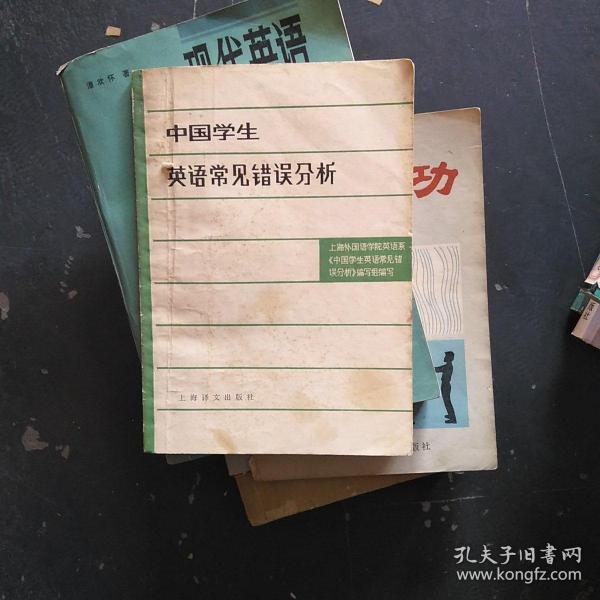 现代英语
中国学生
英语常见错误分析
上海外国语学院英语系
《中国学生英语常见错
误分析》编写组编写
上海译文出版社
功
版社
孔夫子旧书网
www.kongfz.com